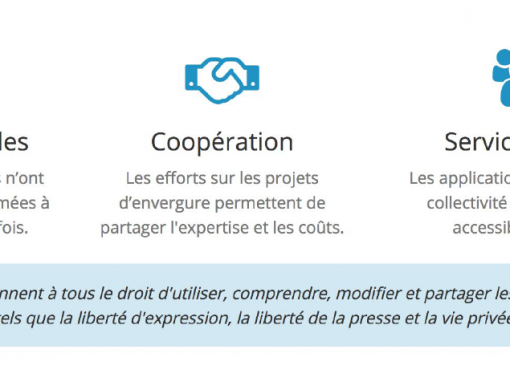 Coopération
Servic
n'ont
Les efforts sur les projets
Les application
mées à
d'envergure permettent de
collectivité
fois.
partager l'expertise et les coûts.
accessib
nnent à tous le droit d'utiliser, comprendre, modifier et partager les
els que la liberté d'expression, la liberté de la presse et la vie privée